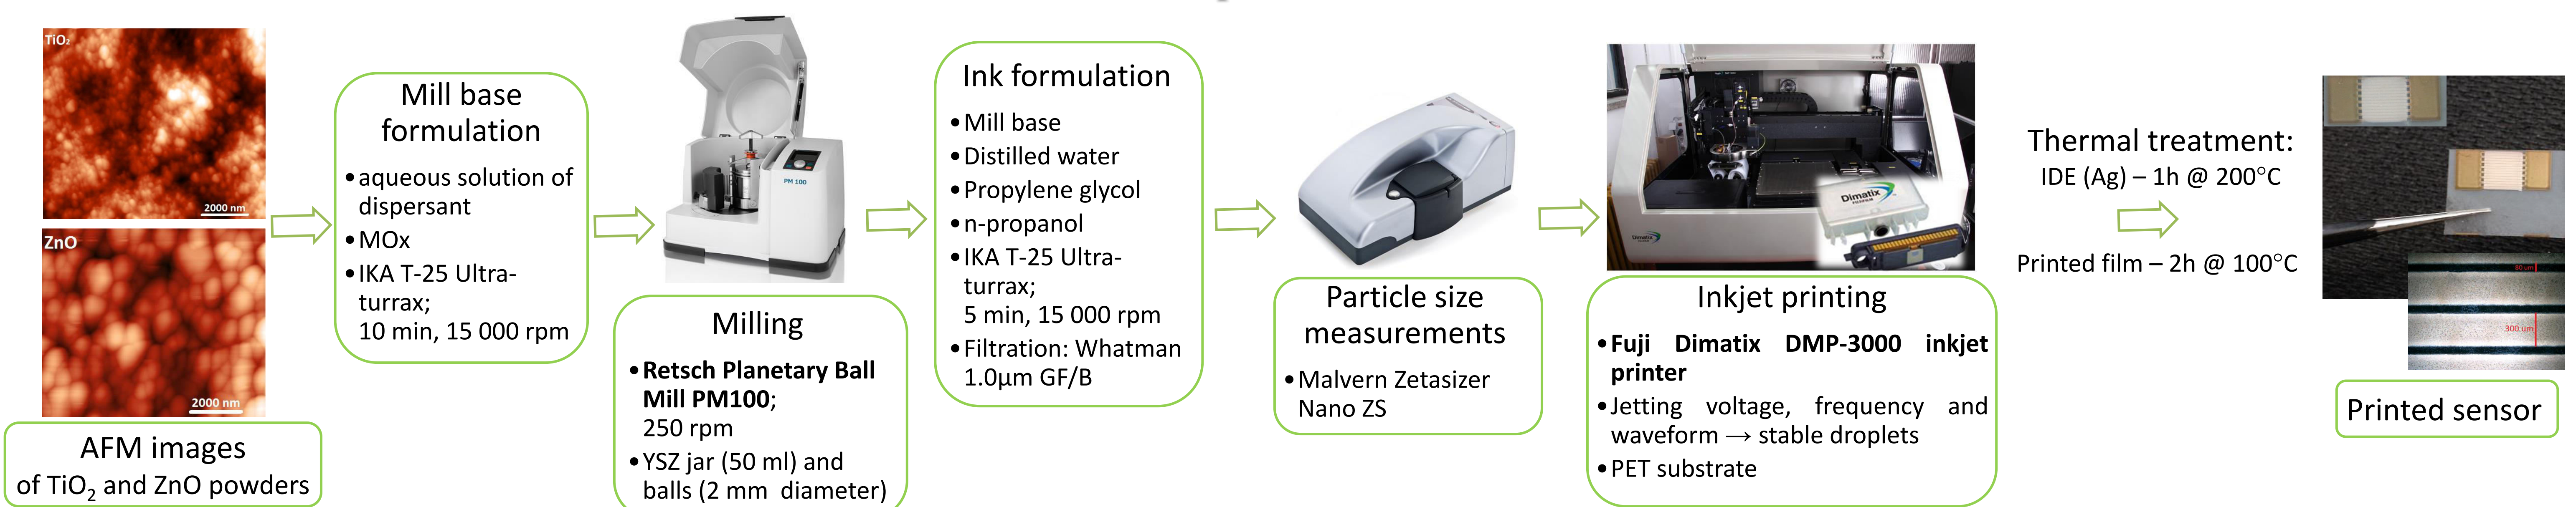 TiO₂
2000 nm
ZnO
2000 nm
AFM images
of TiO₂ and ZnO powders
Mill base
formulation
•aqueous solution of
dispersant
•MOx
•IKA T-25 Ultra-
turrax;
10 min, 15 000 rpm
PM 100
Milling
•Retsch Planetary Ball
Mill PM100;
250 rpm
•YSZ jar (50 ml) and
balls (2 mm diameter)
Ink formulation
•Mill base
•Distilled water
•Propylene glycol
•n-propanol
•IKA T-25 Ultra-
turrax;
5 min, 15 000 rpm
•Filtration: Whatman
1.0µm GF/B
Particle size
measurements
•Malvern Zetasizer
Nano ZS
Dimatix
Dimatix
Inkjet printing
•Fuji Dimatix DMP-3000 inkjet
printer
•Jetting voltage, frequency and
waveform → stable droplets
•PET substrate
Thermal treatment:
IDE (Ag) – 1h @ 200°C
Printed film – 2h @ 100°C
80 um
300 um
Printed sensor